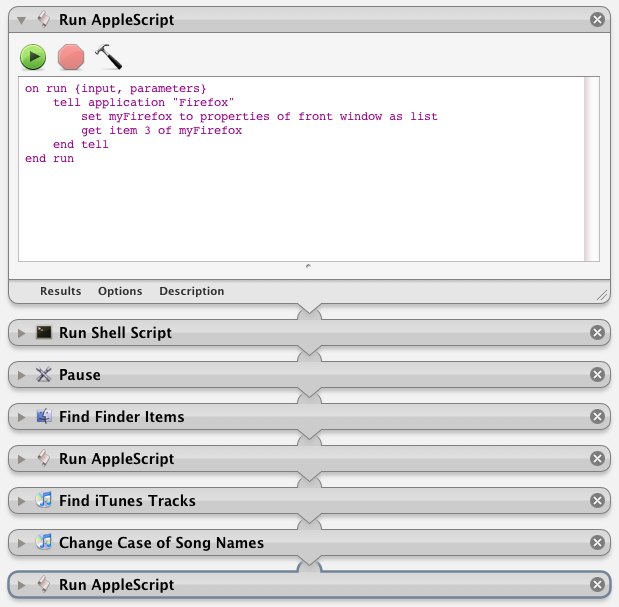 Run AppleScript
on run {input, parameters}
    tell application "Firefox"
        set myFirefox to properties of front window as list
        get item 3 of myFirefox
    end tell
end run
Results Options Description
Run Shell Script
Pause
Find Finder Items
Run AppleScript
Find iTunes Tracks
Change Case of Song Names
Run AppleScript